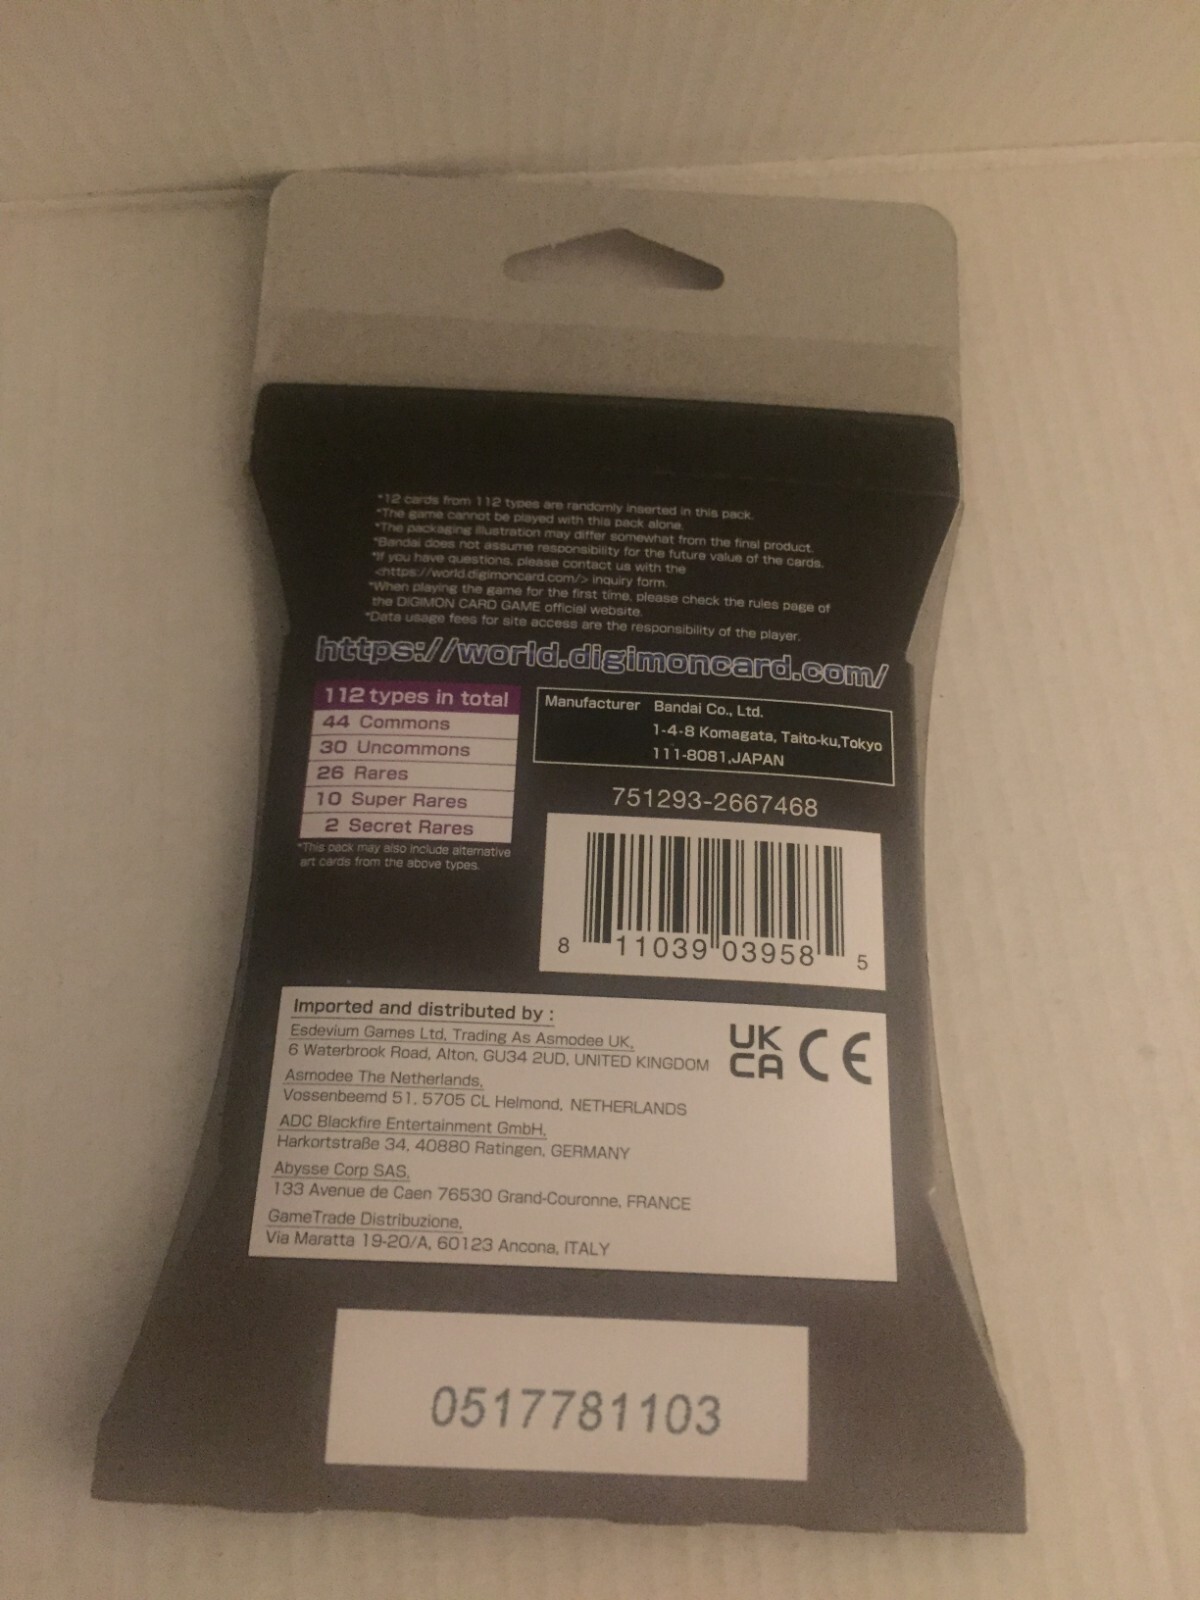 *12 cards from 112 types are randomly inserted in this pack.
*The game cannot be played with this pack alone.
*The packaging illustration may differ somewhat from the final product.
*Bandai does not assume responsibility for the future value of the cards.
*If you have questions, please contact us with the
<https://world.digimoncard.com/> inquiry form.
*When playing the game for the first time, please check the rules page of
the DIGIMON CARD GAME official website.
*Data usage fees for site access are the responsibility of the player.
https://world.digimoncard.com/
112 types in total
44 Commons
30 Uncommons
26 Rares
10 Super Rares
2 Secret Rares
*This pack may also include alternative
art cards from the above types.
Manufacturer Bandai Co., Ltd.
1-4-8 Komagata, Taito-ku,Tokyo
111-8081,JAPAN
751293-2667468
8 11039 03958 5
Imported and distributed by :
Esdevium Games Ltd, Trading As Asmodee UK,
6 Waterbrook Road, Alton, GU34 2UD, UNITED KINGDOM
Asmodee The Netherlands,
Vossenbeemd 51, 5705 CL Helmond, NETHERLANDS
ADC Blackfire Entertainment GmbH,
Harkortstraße 34, 40880 Ratingen, GERMANY
Abysse Corp SAS,
133 Avenue de Caen 76530 Grand-Couronne, FRANCE
GameTrade Distribuzione,
Via Maratta 19-20/A, 60123 Ancona, ITALY
UK
CA CE
0517781103